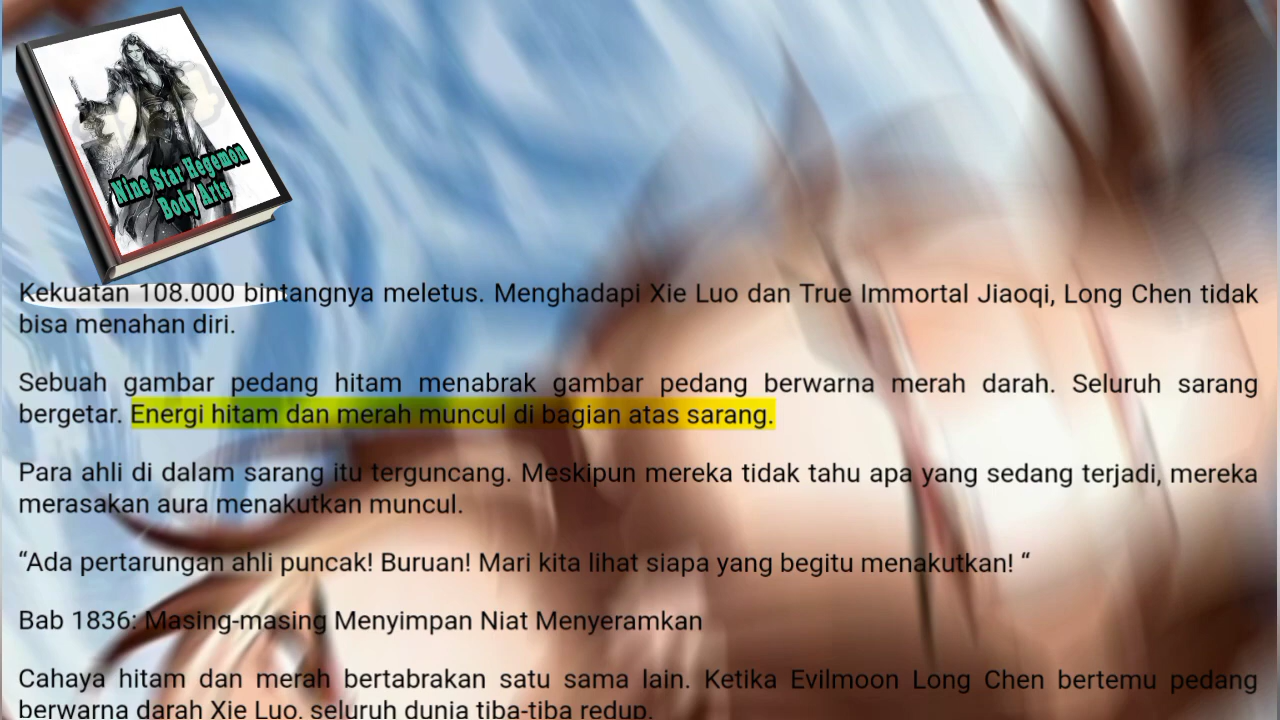 Nine Star Hegemon
Body Arts
Kekuatan 108.000 bintangnya meletus. Menghadapi Xie Luo dan True Immortal Jiaoqi, Long Chen tidak
bisa menahan diri.
Sebuah gambar pedang hitam menabrak gambar pedang berwarna merah darah. Seluruh sarang
bergetar. Energi hitam dan merah muncul di bagian atas sarang.
Para ahli di dalam sarang itu terguncang. Meskipun mereka tidak tahu apa yang sedang terjadi, mereka
merasakan aura menakutkan muncul.
“Ada pertarungan ahli puncak! Buruan! Mari kita lihat siapa yang begitu menakutkan! “
Bab 1836: Masing-masing Menyimpan Niat Menyeramkan
Cahaya hitam dan merah bertabrakan satu sama lain. Ketika Evilmoon Long Chen bertemu pedang
berwarna darah Xie Luo, seluruh dunia tiba-tiba redup.